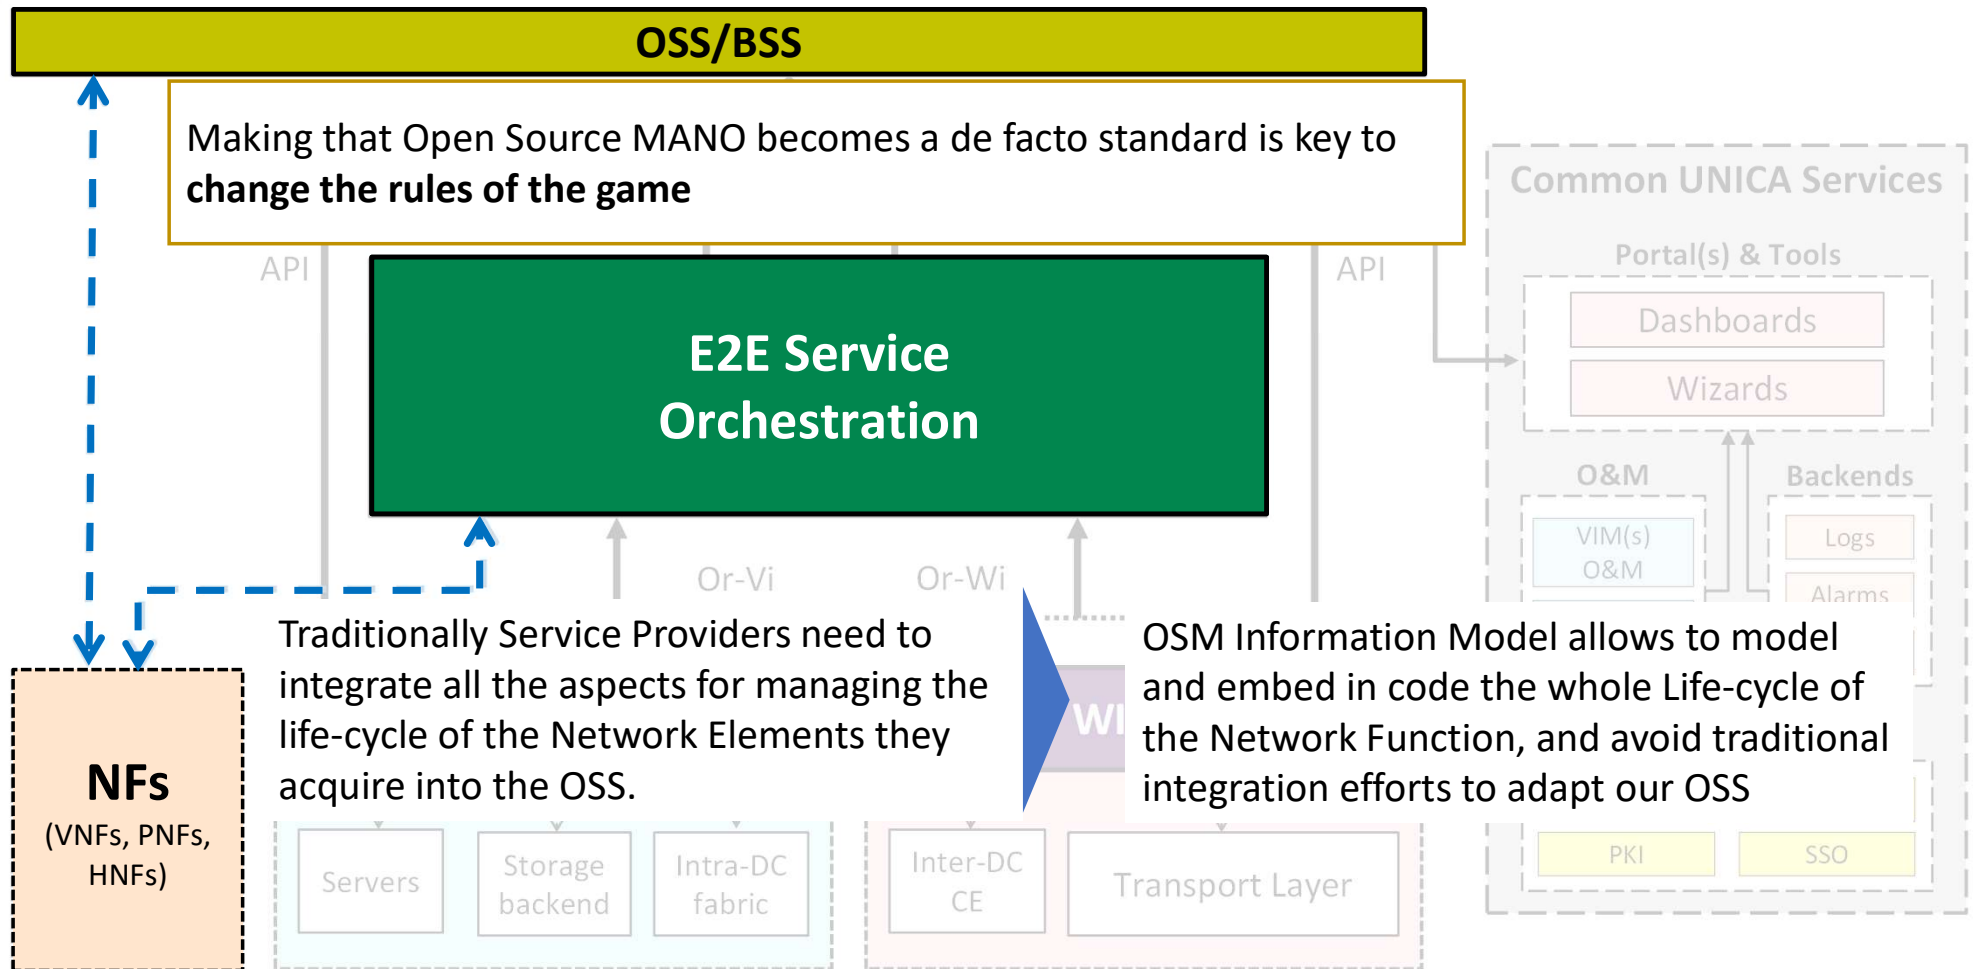 OSS/BSS
Making that Open Source MANO becomes a de facto standard is key to
change the rules of the game
API
API
E2E Service
Orchestration
Or-Vi
Or-Wi
Traditionally Service Providers need to
integrate all the aspects for managing the
life-cycle of the Network Elements they
acquire into the OSS.
OSM Information Model allows to model
and embed in code the whole Life-cycle of
the Network Function, and avoid traditional
integration efforts to adapt our OSS
NFs
(VNFs, PNFs,
HNFs)
Servers
Storage
backend
Intra-DC
fabric
Inter-DC
CE
Transport Layer
Common UNICA Services
Portal(s) & Tools
Dashboards
Wizards
O&M
VIM(s)
O&M
Backends
Logs
Alarms
PKI
SSO